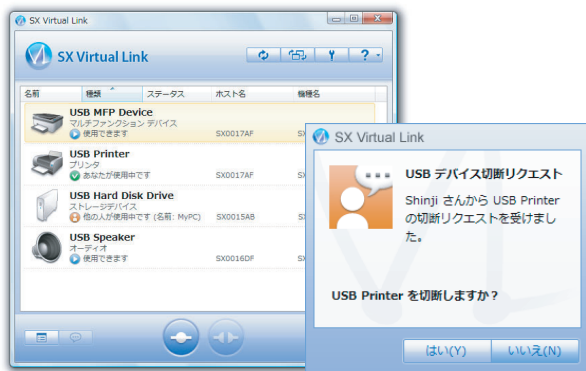 SX Virtual Link
SX Virtual Link
?
名前 種類 ステータス ホスト名 機種名
USB MFP Device
マルチファンクション デバイス
使用できます SX0017AF
USB Printer
プリンタ
あなたが使用中です SX0017AF
USB Hard Disk Drive
ストレージデバイス
他の人が使用中です (名前: MyPC) SX0015AB
USB Speaker
オーディオ
使用できます SX0016DF
SX Virtual Link
USB デバイス切断リクエスト
Shinji さんから USB Printer
の切断リクエストを受けまし
た。
USB Printer を切断しますか？
はい(Y) いいえ(N)